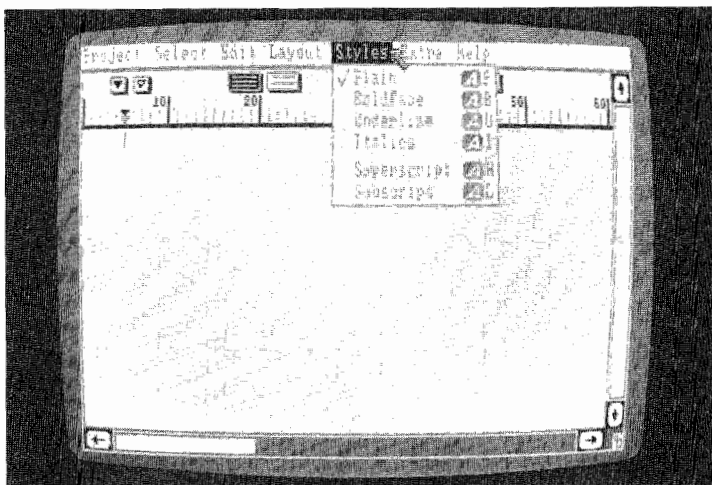 Project Select Edit Layout Styles Extra Help
10 20 50 60
✓ Plain P
Boldface B
Underline U
Italics I
Superscript
Subscript L